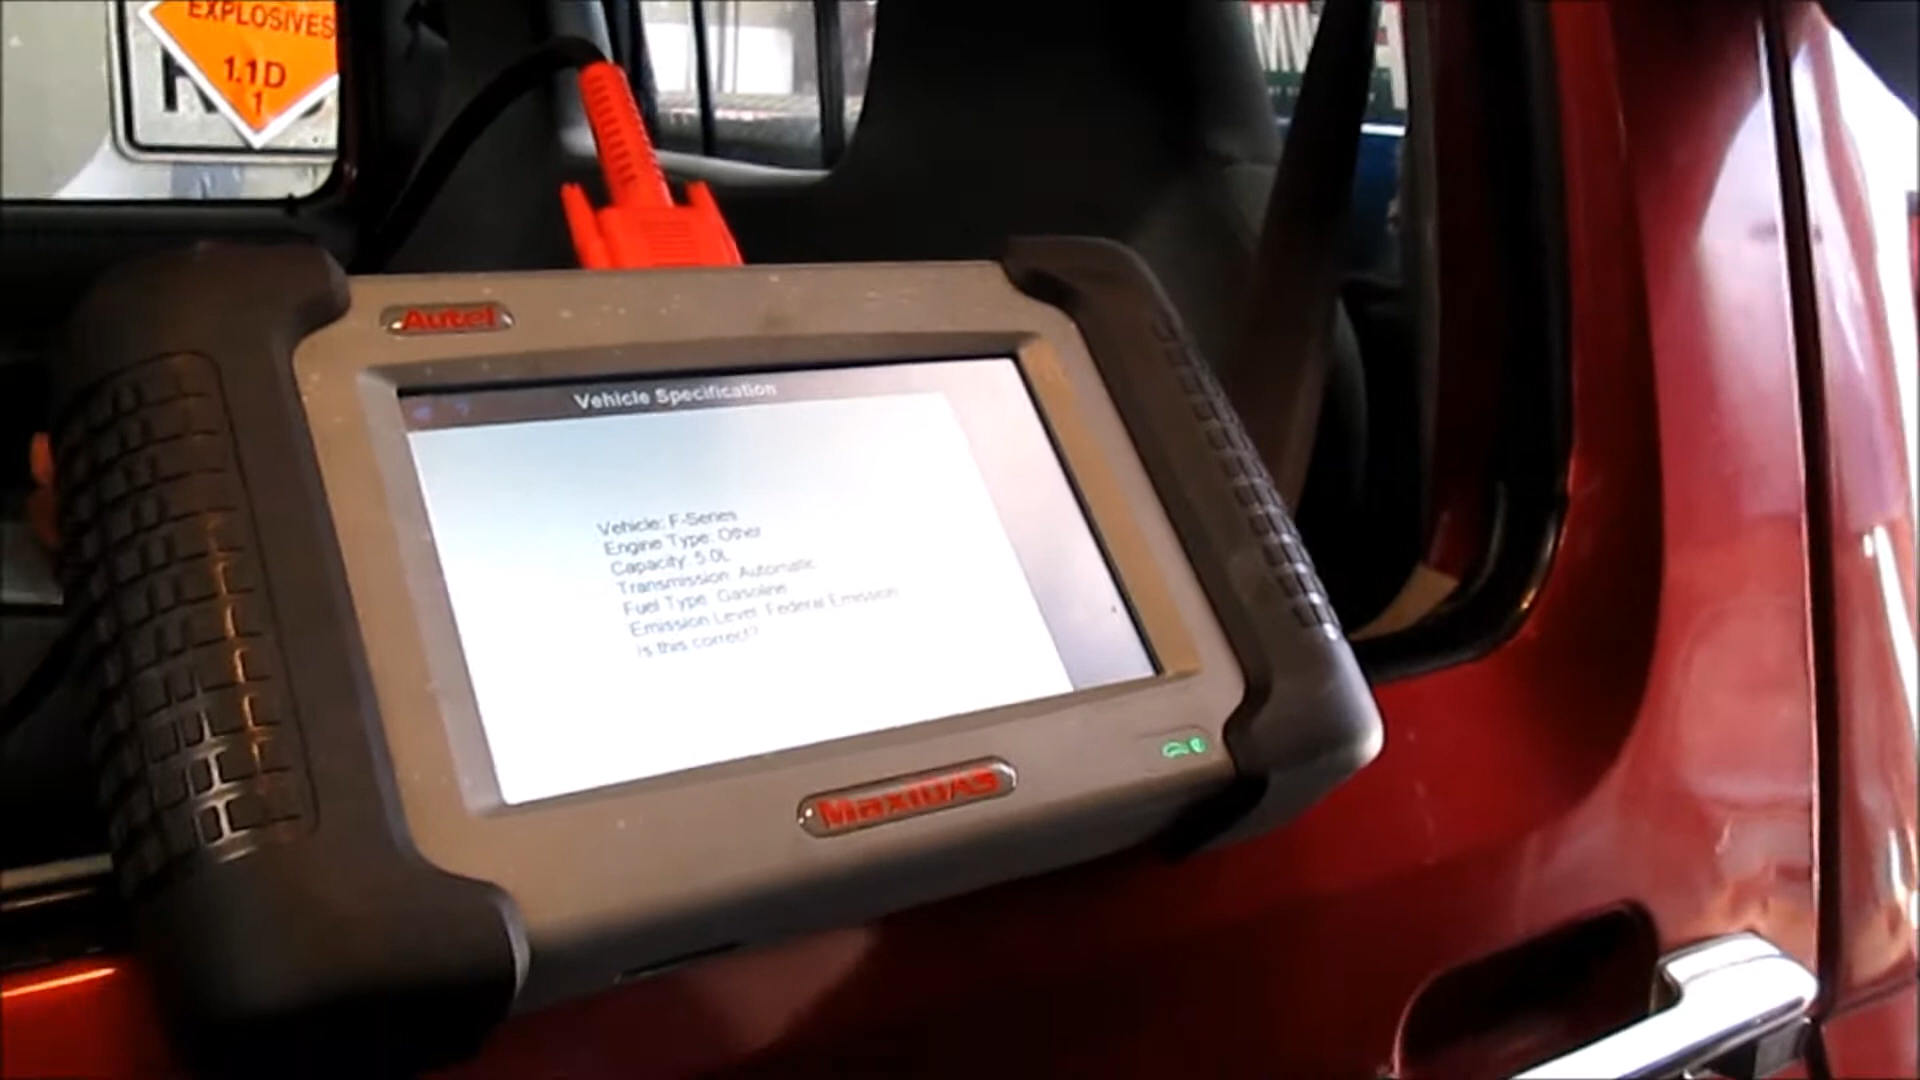 EXPLOSIVES
1.1D
1
Autel
Vehicle Specification
Vehicle: F-Series
Engine Type: Other
Capacity: 5.0L
Transmission: Automatic
Fuel Type: Gasoline
Emission Level: Federal Emission
Is this correct?
MaxiDAS